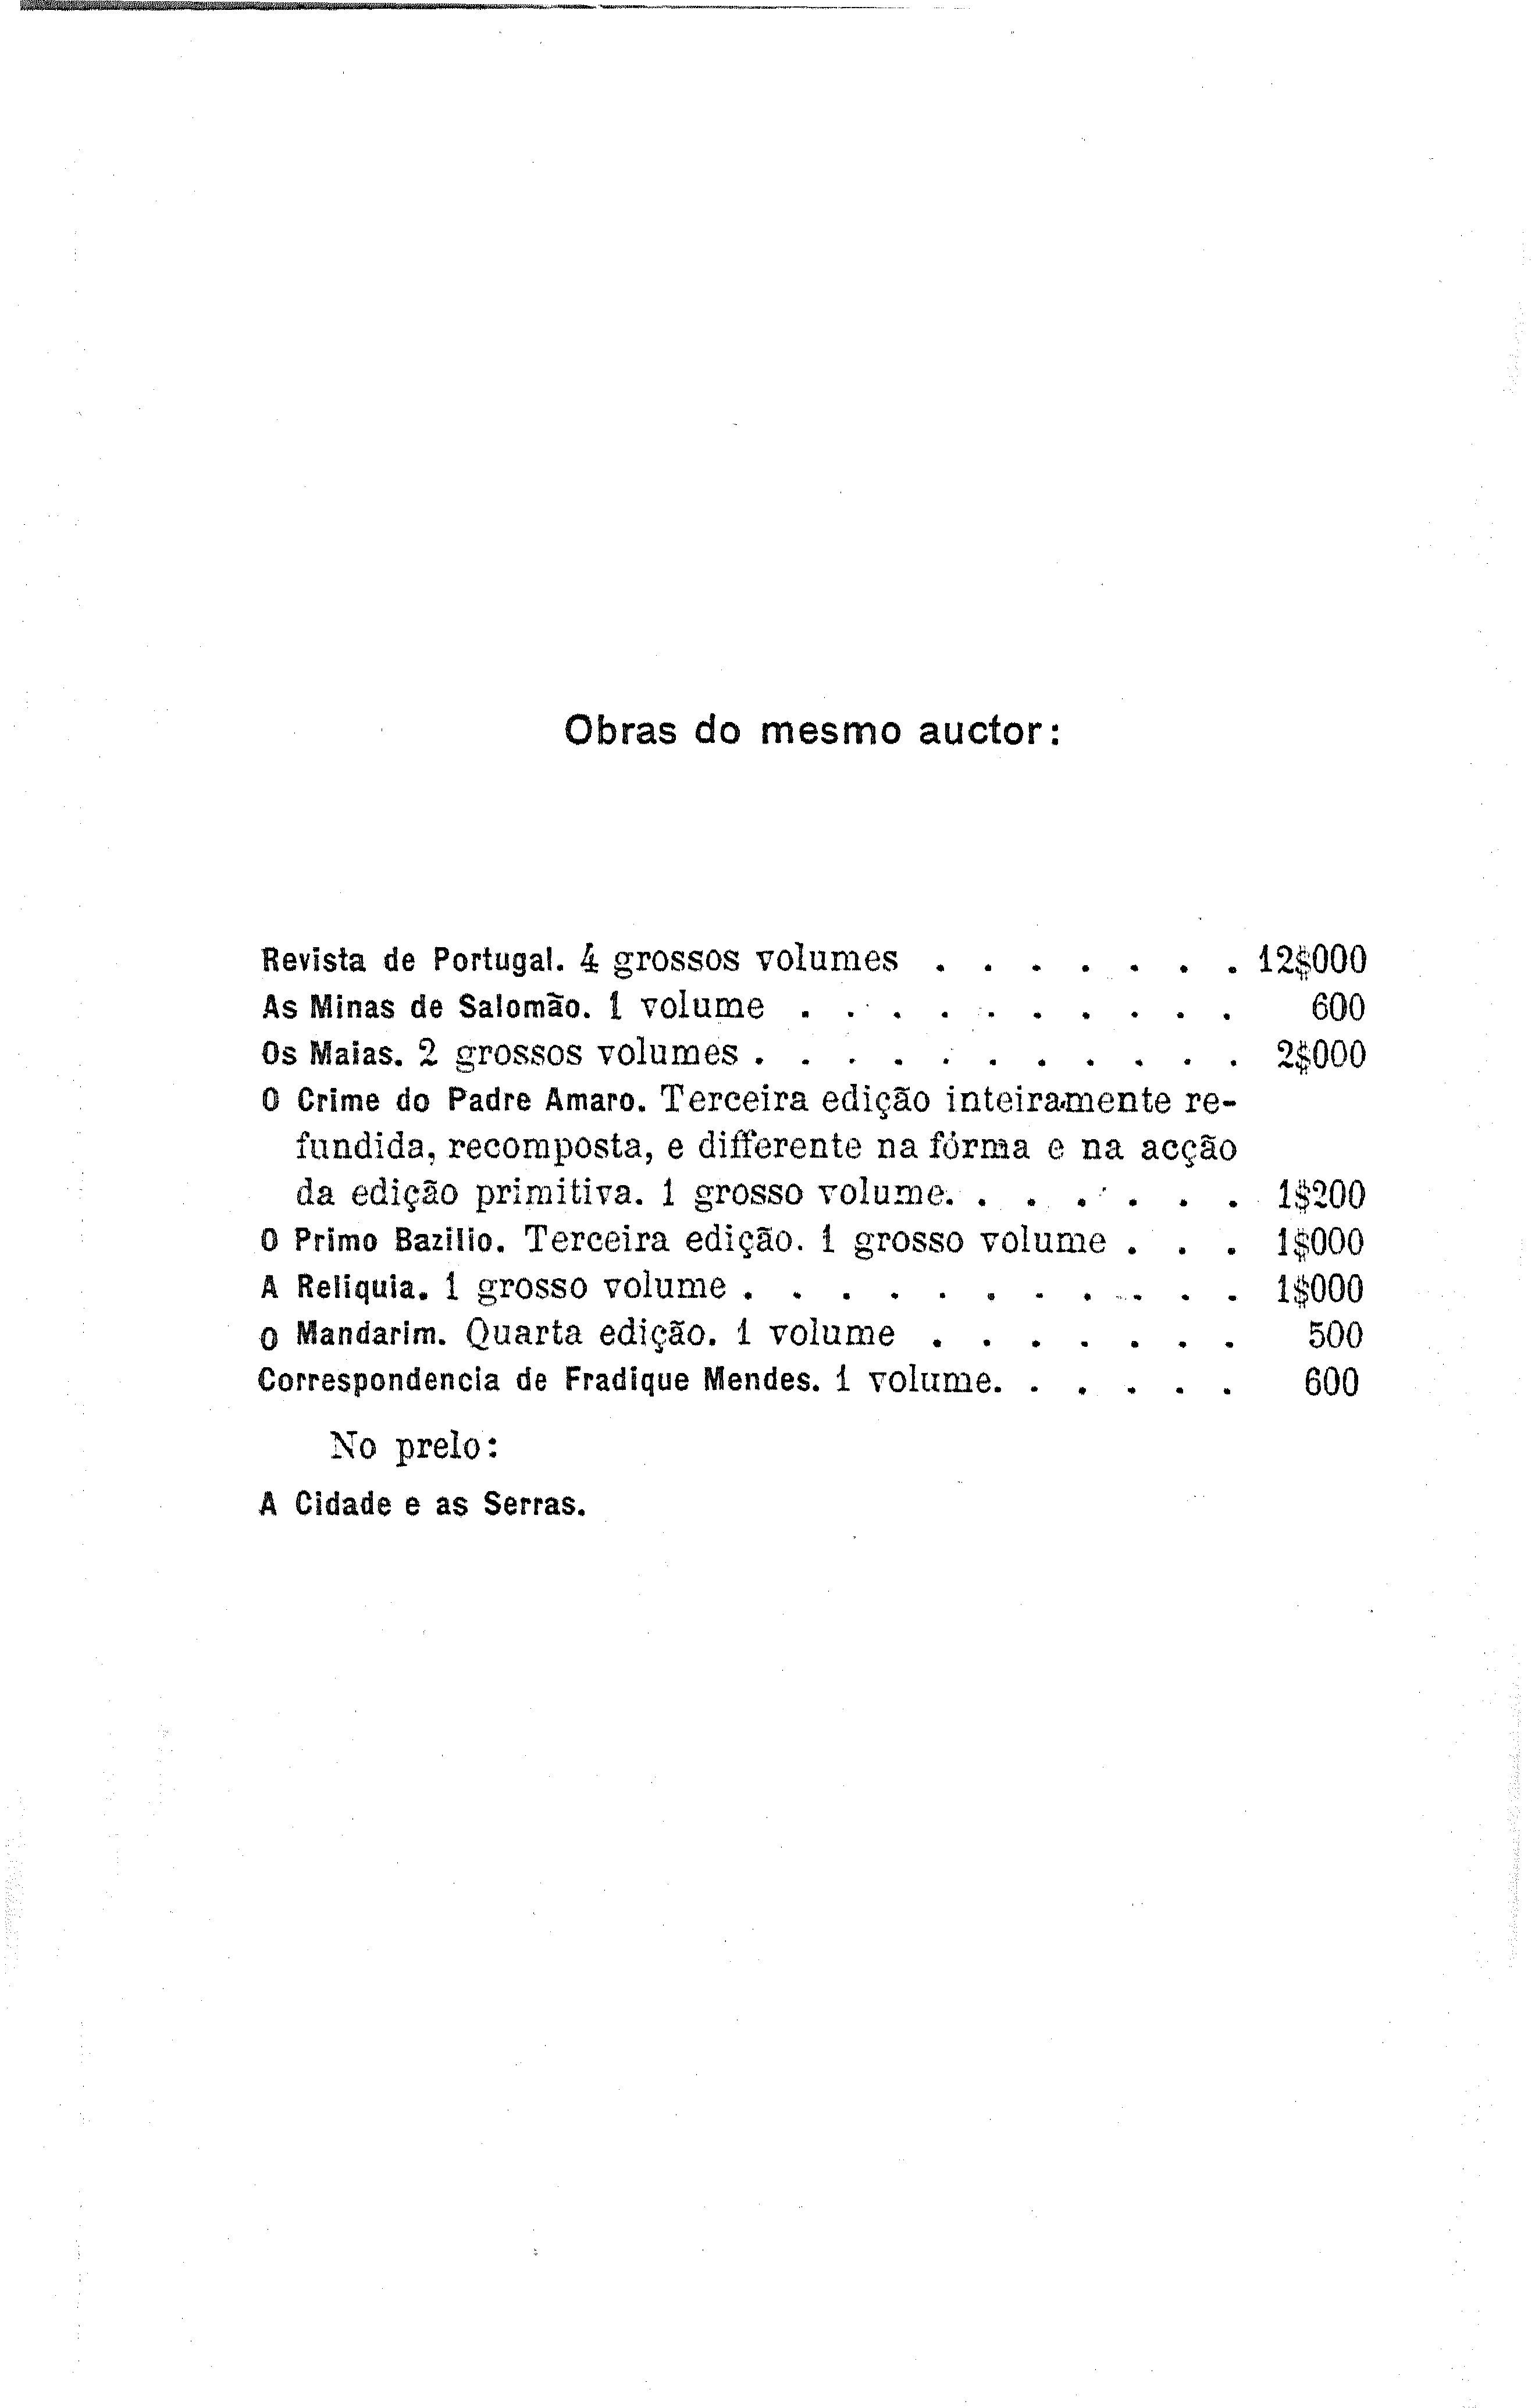 Obras do mesmo auctor:
Revista de Portugal. 4 grossos volumes . . . . . . . 12$000
As Minas de Salomão. 1 volume . . . . . . . . . . 600
Os Maias. 2 grossos volumes . . . . . . . . . . . 2$000
O Crime do Padre Amaro. Terceira edição inteiramente re-
fundida, recomposta, e differente na fórma e na acção
da edição primitiva. 1 grosso volume. . . . . . . 1$200
O Primo Bazilio. Terceira edição. 1 grosso volume . . . 1$000
A Reliquia. 1 grosso volume . . . . . . . . . . . 1$000
O Mandarim. Quarta edição. 1 volume . . . . . . . 500
Correspondencia de Fradique Mendes. 1 volume. . . . . . 600
No prelo:
A Cidade e as Serras.